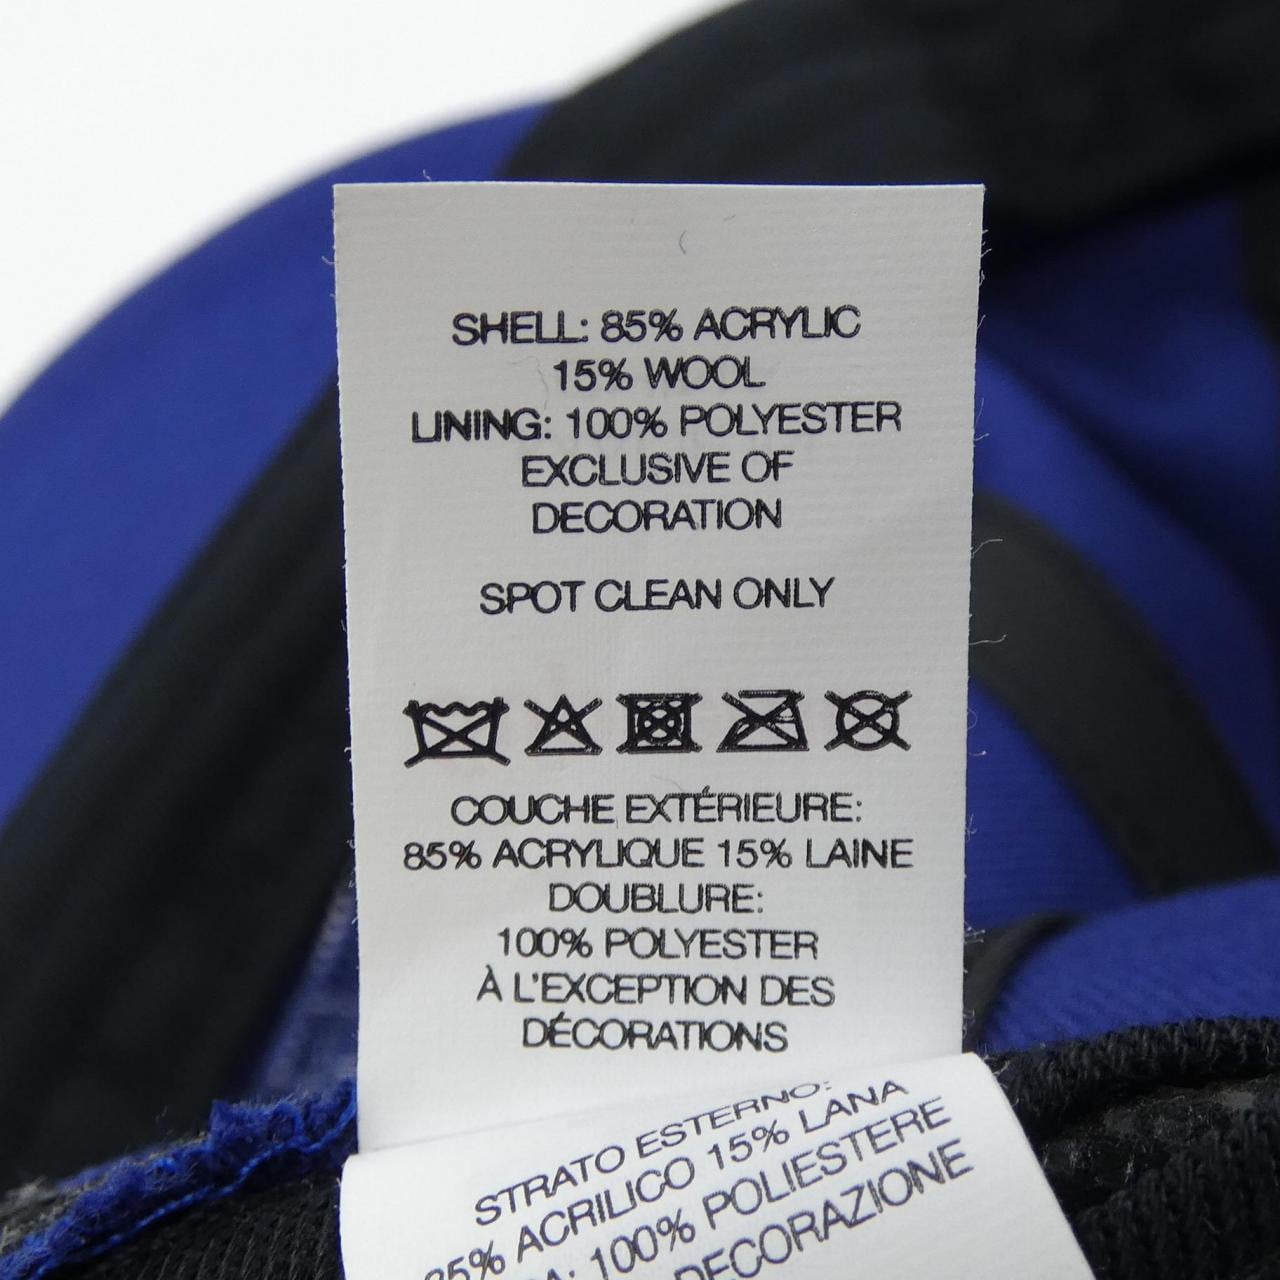 SHELL: 85% ACRYLIC
15% WOOL
LINING: 100% POLYESTER
EXCLUSIVE OF
DECORATION
SPOT CLEAN ONLY
COUCHE EXTÉRIEURE:
85% ACRYLIQUE 15% LAINE
DOUBLURE:
100% POLYESTER
À L'EXCEPTION DES
DÉCORATIONS
STRATO ESTERNO:
85% ACRILICO 15% LANA
100% POLIESTERE
DECORAZIONE